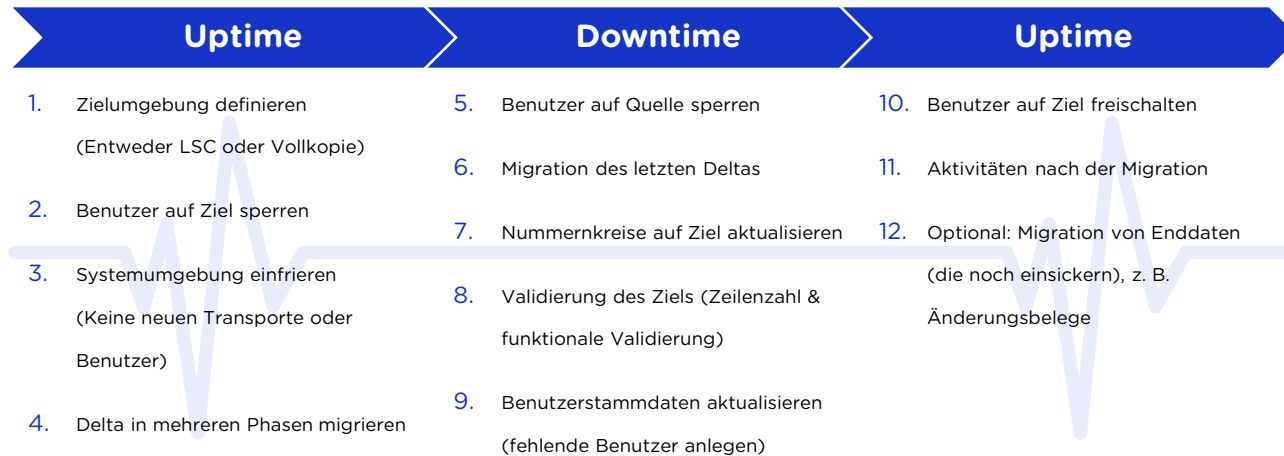 Uptime
1. Zielumgebung definieren
(Entweder LSC oder Vollkopie)
2. Benutzer auf Ziel sperren
3. Systemumgebung einfrieren
(Keine neuen Transporte oder
Benutzer)
4. Delta in mehreren Phasen migrieren
Downtime
5. Benutzer auf Quelle sperren
6. Migration des letzten Deltas
7. Nummernkreise auf Ziel aktualisieren
8. Validierung des Ziels (Zeilenzahl &
funktionale Validierung)
9. Benutzerstammdaten aktualisieren
(fehlende Benutzer anlegen)
Uptime
10. Benutzer auf Ziel freischalten
11. Aktivitäten nach der Migration
12. Optional: Migration von Enddaten
(die noch einsickern), z. B.
Änderungsbelege